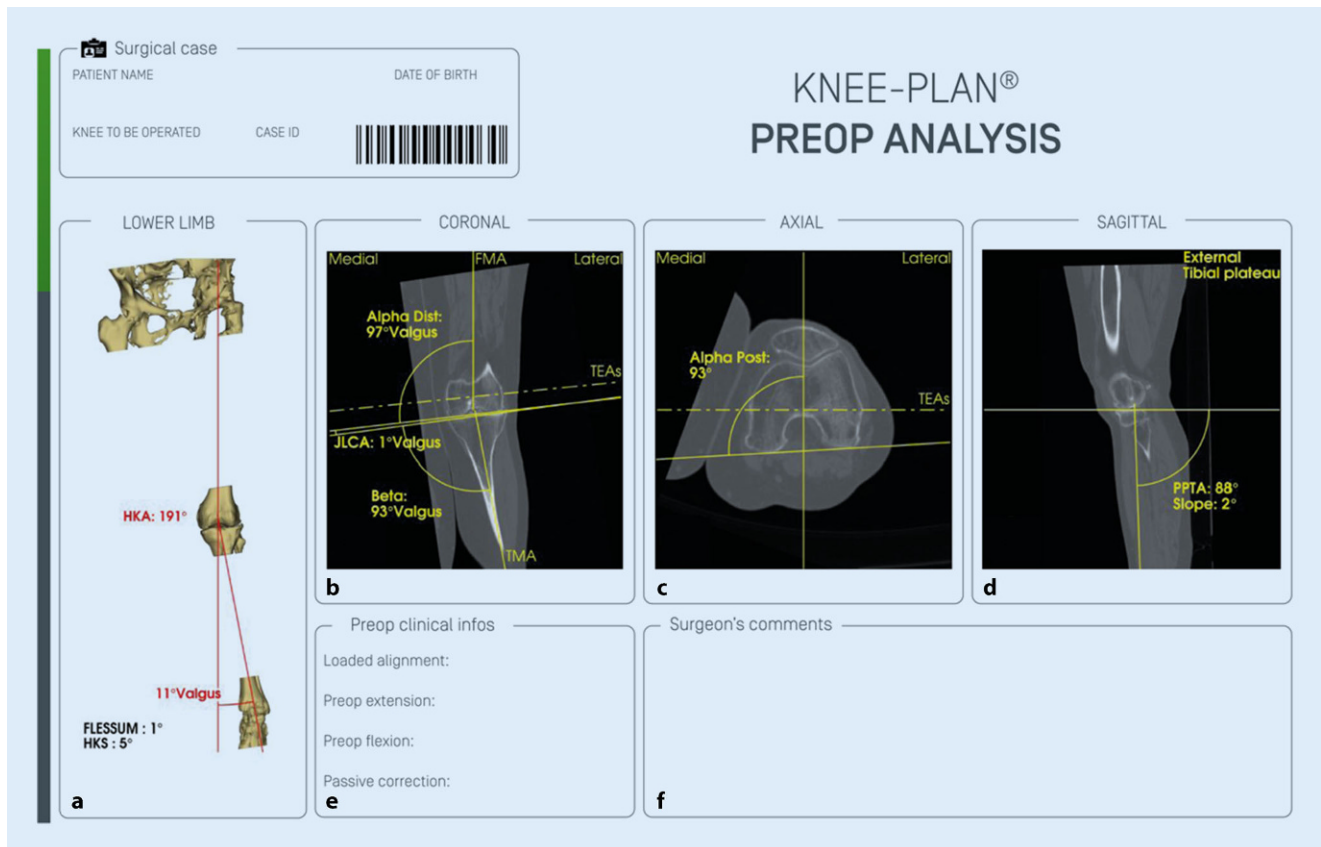 Surgical case
PATIENT NAME
DATE OF BIRTH
KNEE TO BE OPERATED
CASE ID
KNEE-PLAN®
PREOP ANALYSIS
LOWER LIMB
HKA: 191°
11°Valgus
FLESSUM : 1°
HKS : 5°
a
CORONAL
Medial
FMA
Lateral
Alpha Dist:
97°Valgus
TEAs
JLCA: 1°Valgus
Beta:
93°Valgus
TMA
b
AXIAL
Medial
Lateral
Alpha Post:
93°
TEAs
c
SAGITTAL
External
Tibial plateau
PPTA: 88°
Slope: 2°
d
Preop clinical infos
Loaded alignment:
Preop extension:
Preop flexion:
Passive correction:
e
Surgeon's comments
f